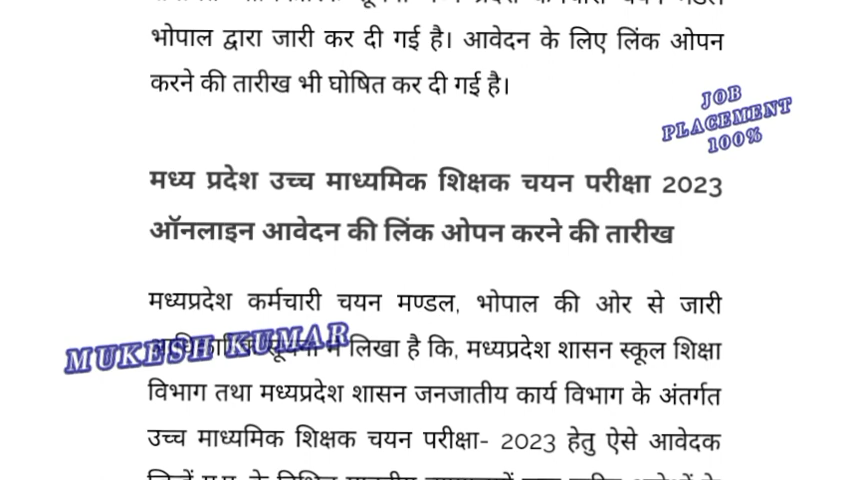 भोपाल द्वारा जारी कर दी गई है। आवेदन के लिए लिंक ओपन
करने की तारीख भी घोषित कर दी गई है।
JOB
PLACEMENT
100%
मध्य प्रदेश उच्च माध्यमिक शिक्षक चयन परीक्षा 2023
ऑनलाइन आवेदन की लिंक ओपन करने की तारीख
मध्यप्रदेश कर्मचारी चयन मण्डल, भोपाल की ओर से जारी
MUKESH KUMAR
सूचना में लिखा है कि, मध्यप्रदेश शासन स्कूल शिक्षा
विभाग तथा मध्यप्रदेश शासन जनजातीय कार्य विभाग के अंतर्गत
उच्च माध्यमिक शिक्षक चयन परीक्षा- 2023 हेतु ऐसे आवेदक